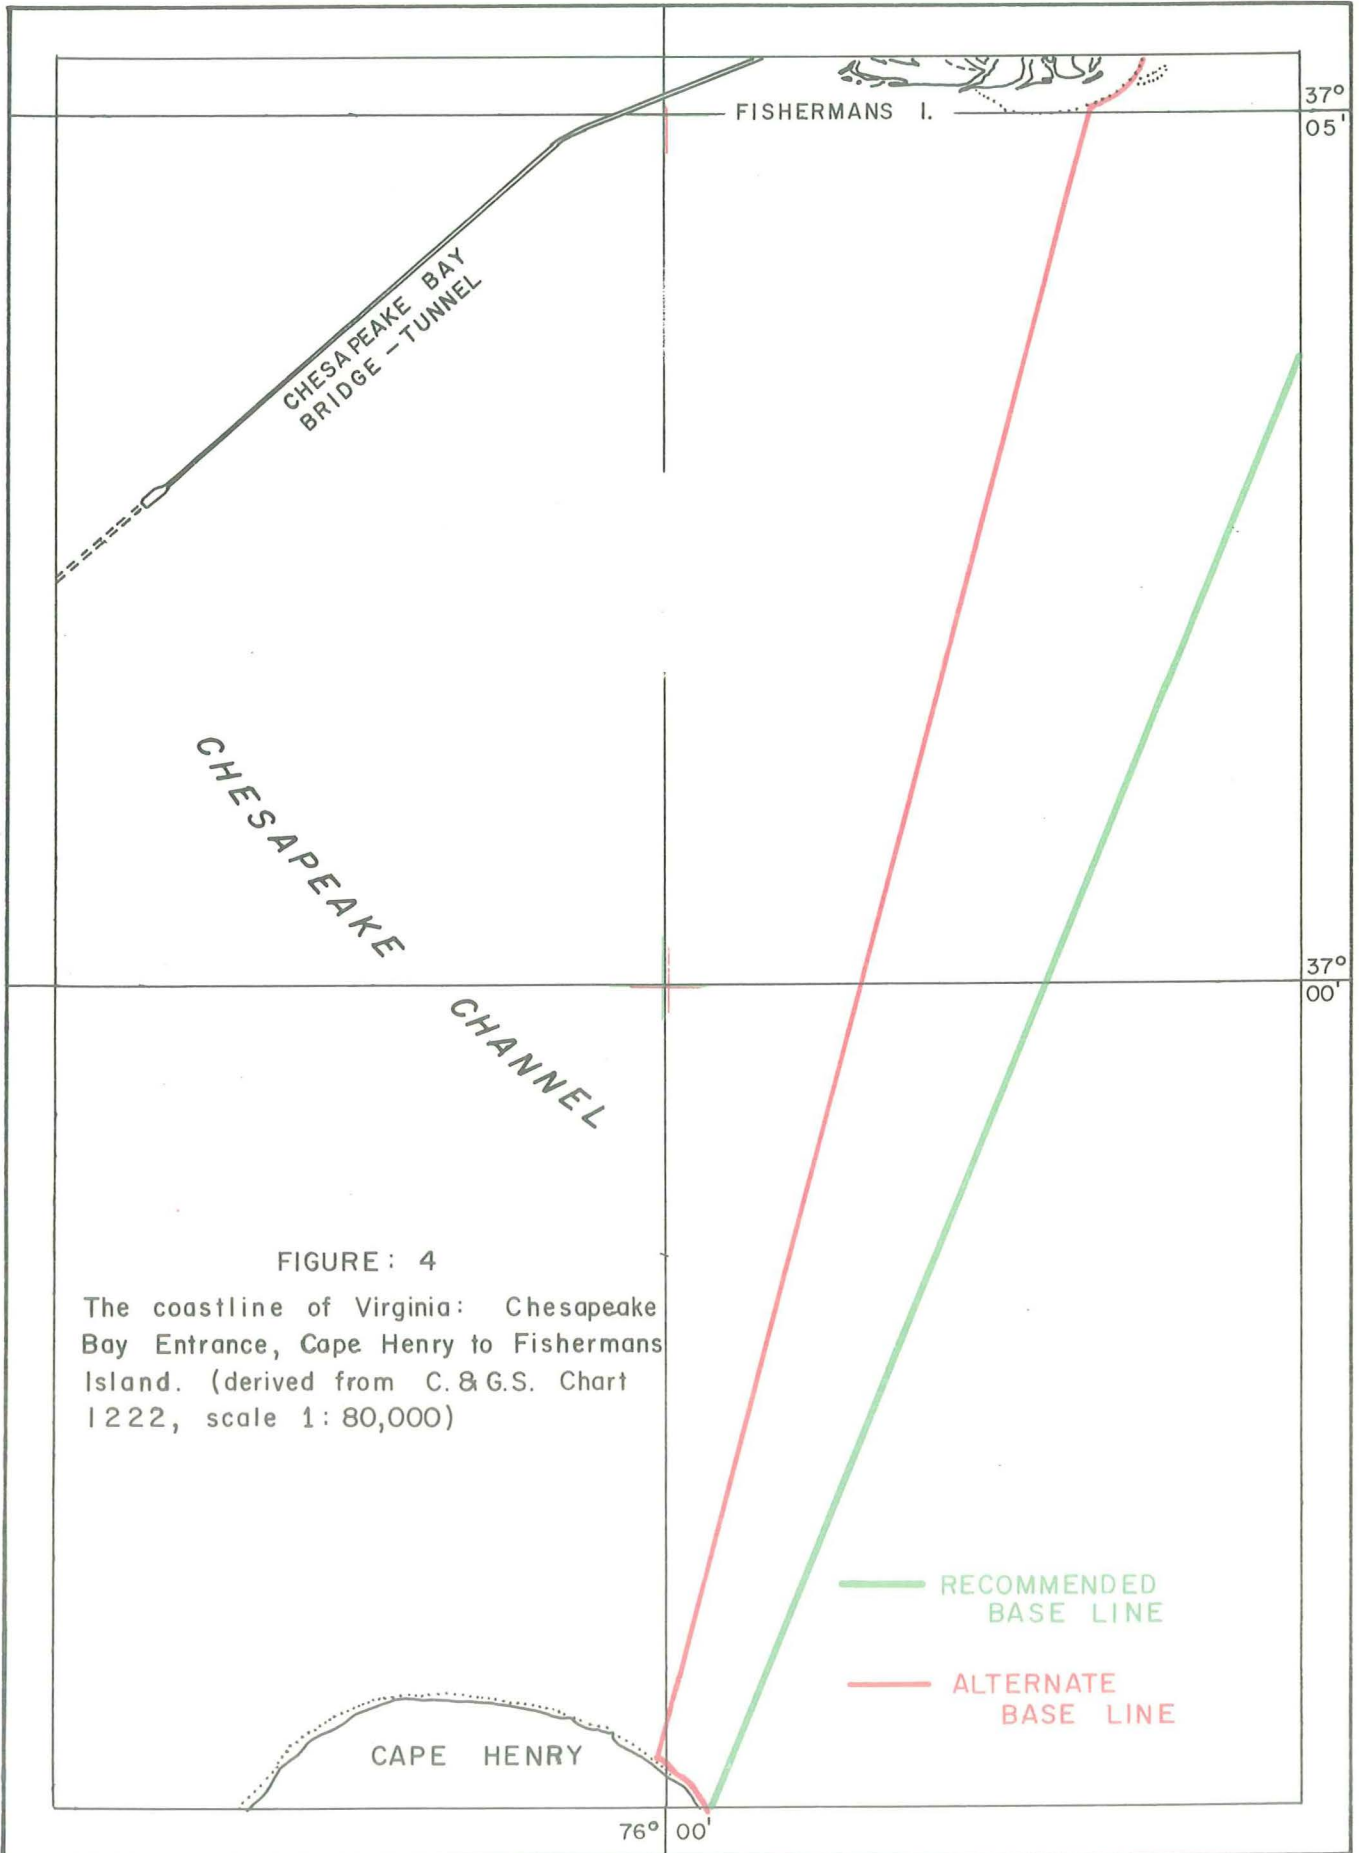 37°
05'
FISHERMANS I.
CHESAPEAKE BAY
BRIDGE-TUNNEL
CHESAPEAKE
CHANNEL
37°
00'
FIGURE: 4
The coastline of Virginia: Chesapeake
Bay Entrance, Cape Henry to Fishermans
Island. (derived from C. & G.S. Chart
1222, scale 1:80,000)
RECOMMENDED
BASE LINE
ALTERNATE
BASE LINE
CAPE HENRY
76° 00'